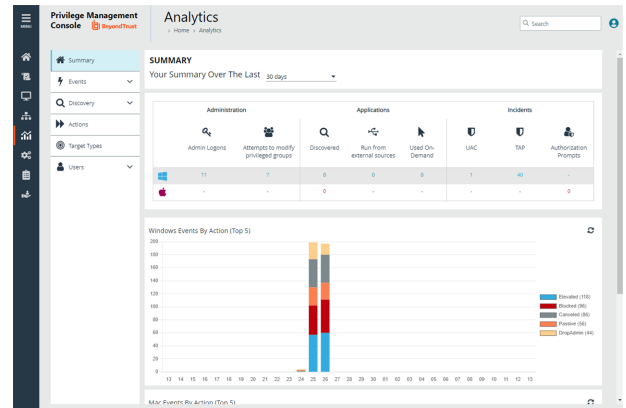 MENU
Privilege Management
Console BeyondTrust
Analytics
> Home > Analytics
Search
Summary
Events
Discovery
Actions
Target Types
Users
SUMMARY
Your Summary Over The Last 30 days
Administration Applications Incidents
Admin Logons Attempts to modify privileged groups Discovered Run from external sources Used On-Demand UAC TAP Authorization Prompts
11 0 0 0 1 40 -
- - 0 - - - - 0
Windows Events By Action (Top 5)
200
180
160
140
120
100
80
60
40
20
0
13 14 15 16 17 18 19 20 21 22 23 24 25 26 27 28 29 30 01 02 03 04 05 06 07 08 09 10 11 12 13
Elevated (118)
Blocked (96)
Canceled (86)
Passive (56)
DropAdmin (44)
Mac Events By Action (Top 5)